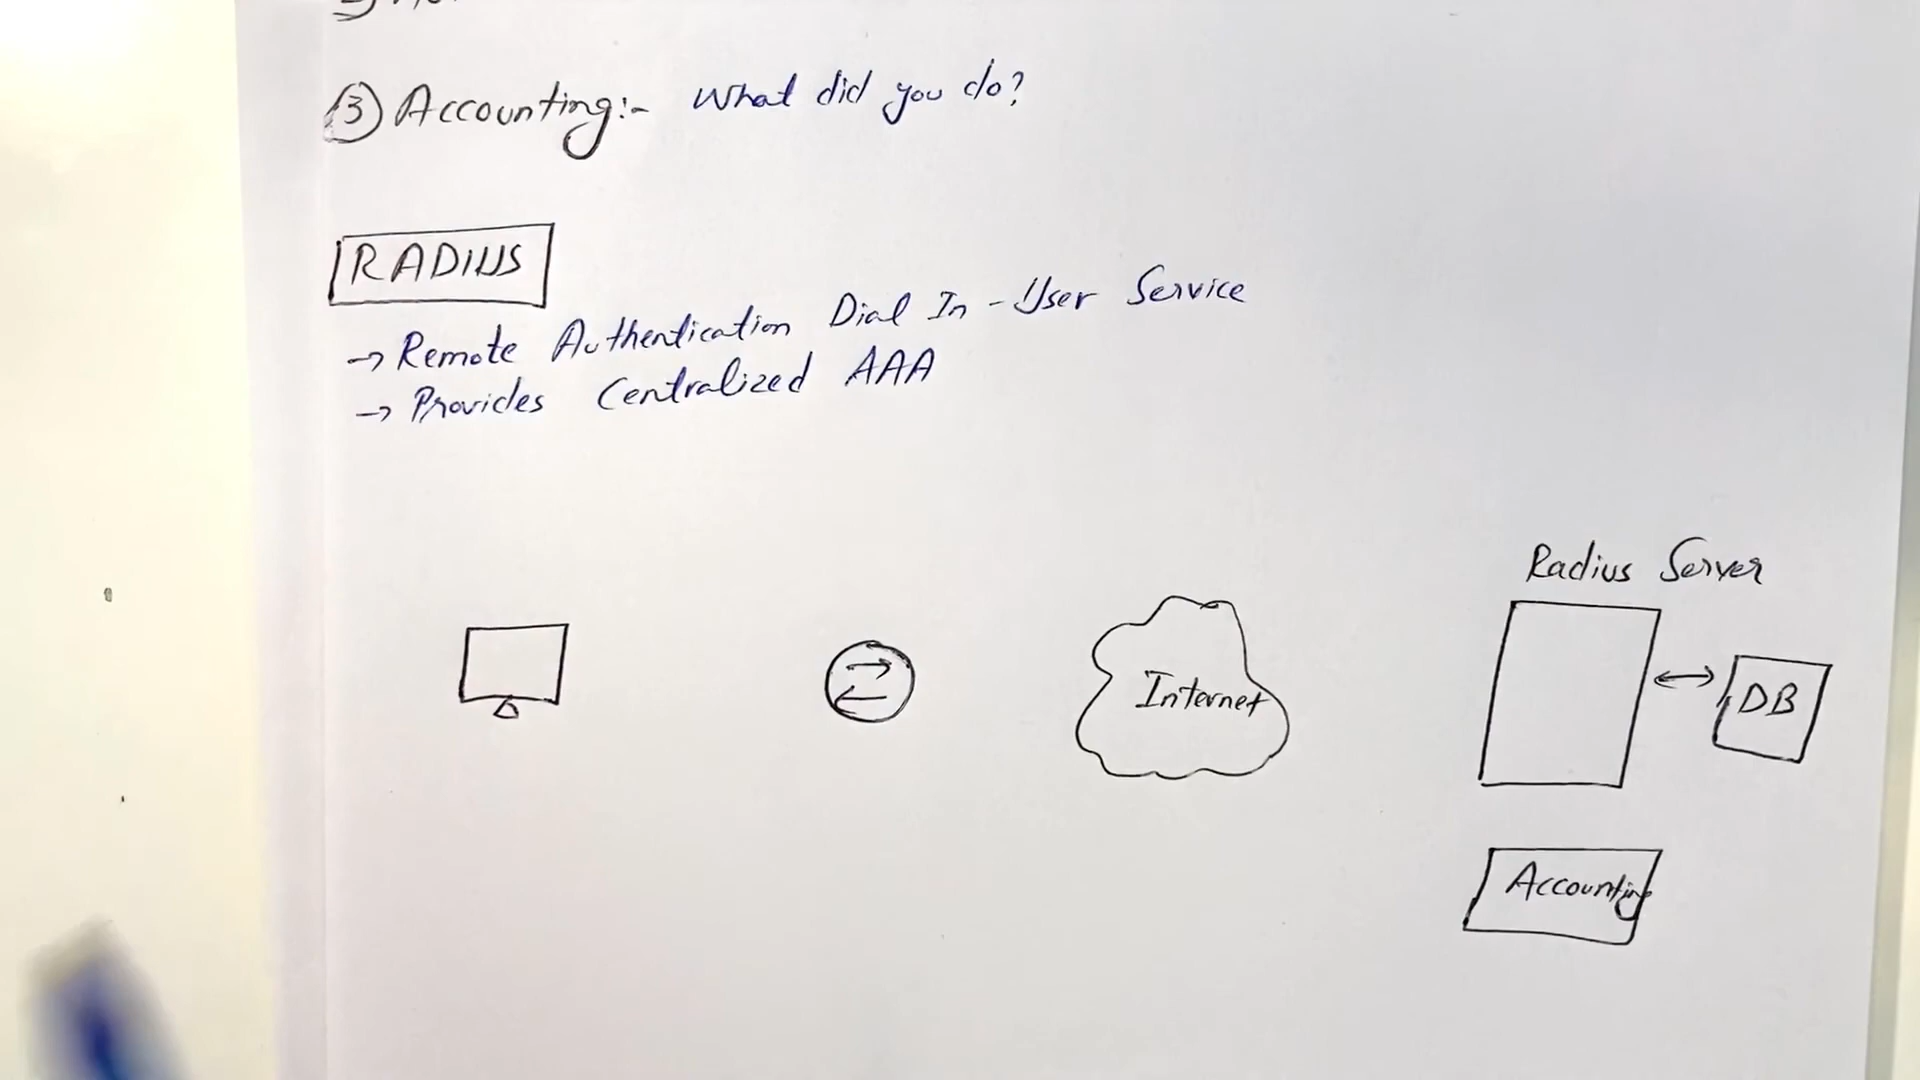 ③ Accounting:- What did you do?
RADIUS
→ Remote Authentication Dial In - User Service
→ Provides Centralized AAA
Radius Server
Internet
DB
Accounting